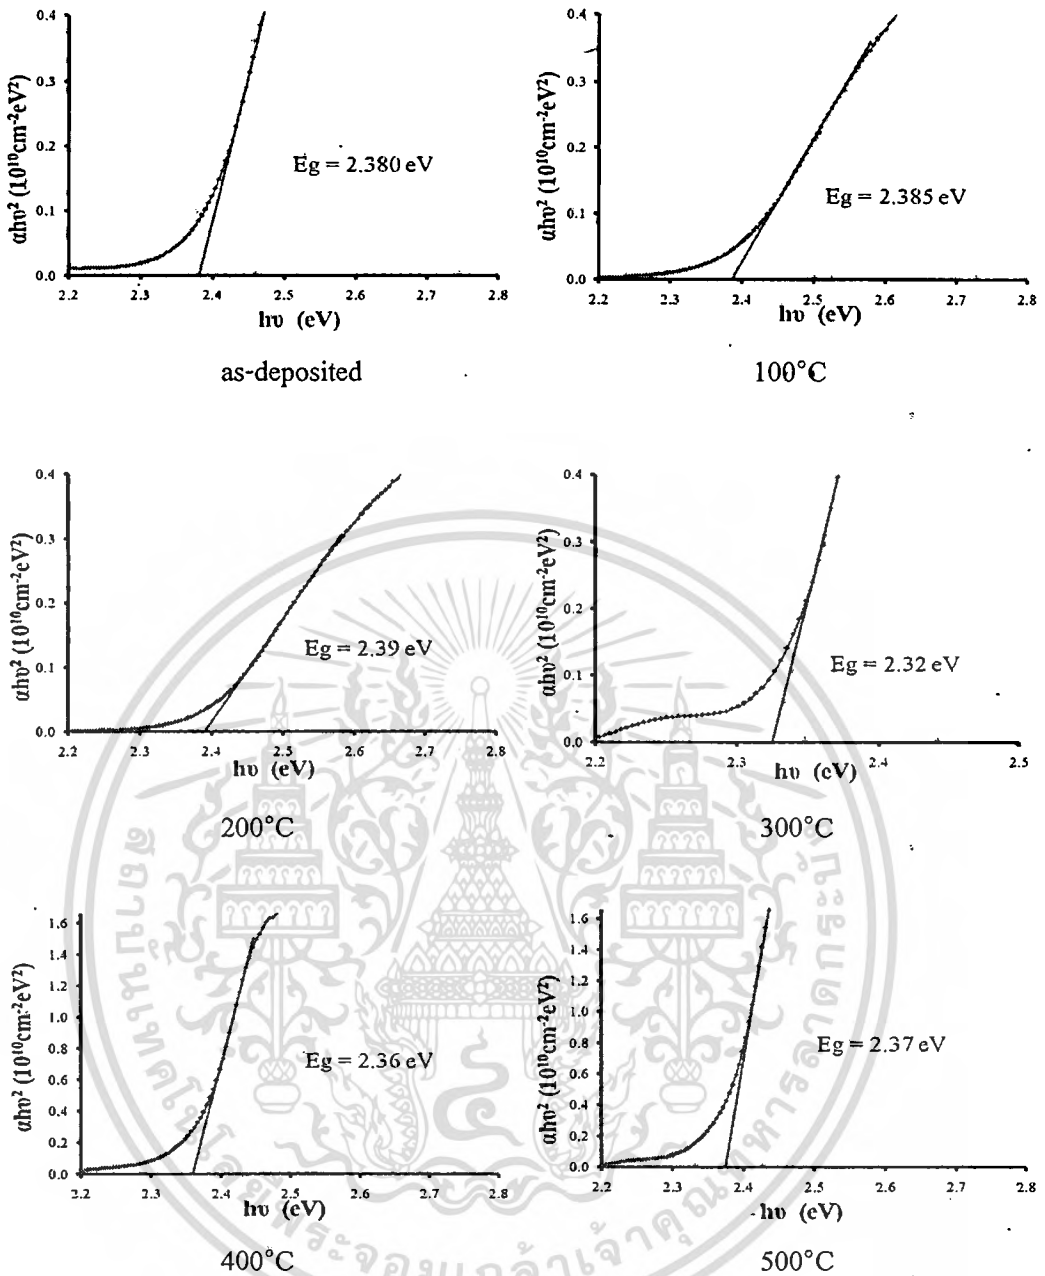 0.4
0.3
0.2
0.1
0.0
αhυ² (10¹⁰cm⁻²eV²)
Eg = 2.380 eV
2.2 2.3 2.4 2.5 2.6 2.7 2.8
hυ (eV)
as-deposited
0.4
0.3
0.2
0.1
0.0
αhυ² (10¹⁰cm⁻²eV²)
Eg = 2.385 eV
2.2 2.3 2.4 2.5 2.6 2.7 2.8
hυ (eV)
100°C
0.4
0.3
0.2
0.1
0.0
αhυ² (10¹⁰cm⁻²eV²)
Eg = 2.39 eV
2.2 2.3 2.4 2.5 2.6 2.7 2.8
hυ (eV)
200°C
0.4
0.3
0.2
0.1
0.0
αhυ² (10¹⁰cm⁻²eV²)
Eg = 2.32 eV
2.2 2.3 2.4 2.5
hυ (eV)
300°C
1.6
1.4
1.2
1.0
0.8
0.6
0.4
0.2
0.0
αhυ² (10¹⁰cm⁻²eV²)
Eg = 2.36 eV
2.2 2.3 2.4 2.5 2.6 2.7 2.8
hυ (eV)
400°C
1.6
1.4
1.2
1.0
0.8
0.6
0.4
0.2
0.0
αhυ² (10¹⁰cm⁻²eV²)
Eg = 2.37 eV
2.2 2.3 2.4 2.5 2.6 2.7 2.8
hυ (eV)
500°C